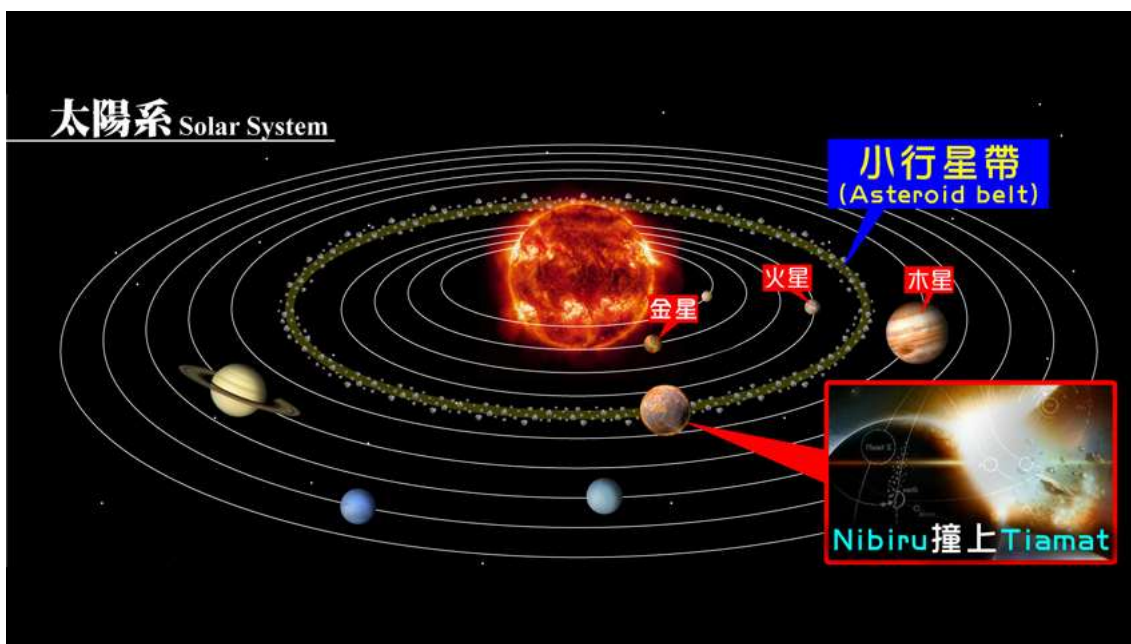 太陽系 Solar System
小行星帶
(Asteroid belt)
火星
木星
金星
Nibiru撞上Tiamat